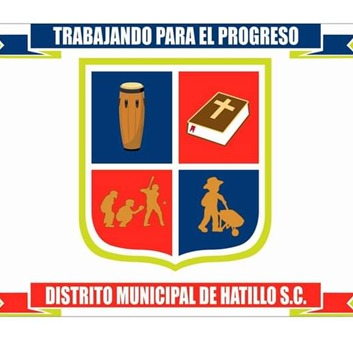 TRABAJANDO PARA EL PROGRESO
DISTRITO MUNICIPAL DE HATILLO S.C.